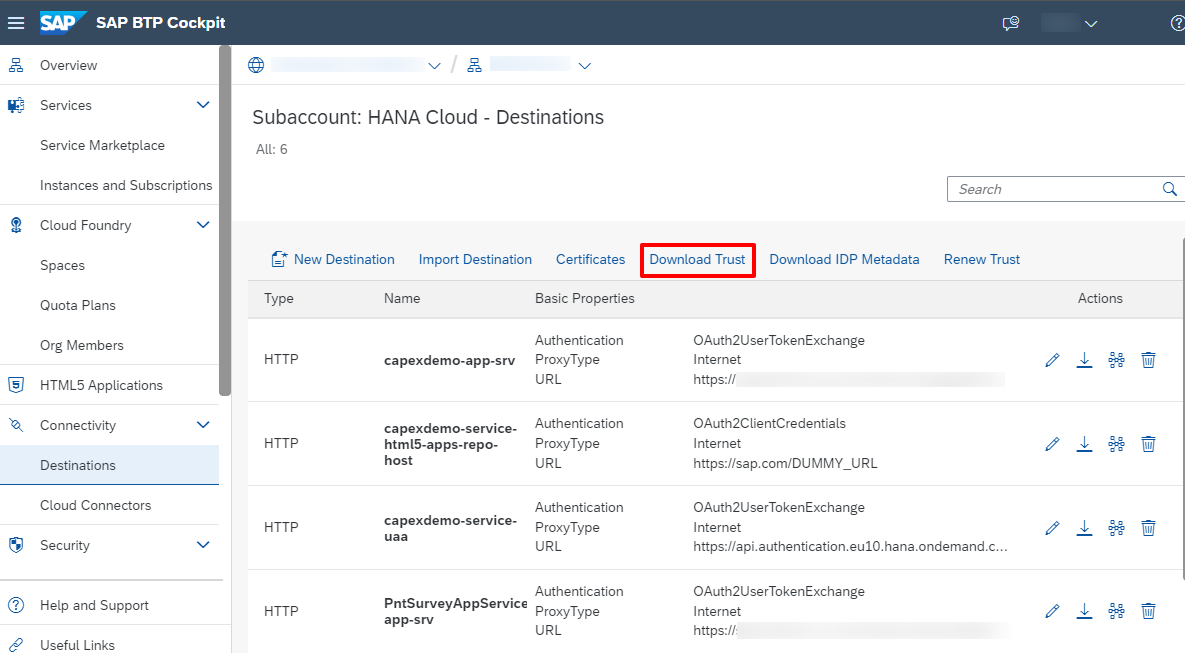 SAP SAP BTP Cockpit
Overview
Services
Service Marketplace
Instances and Subscriptions
Cloud Foundry
Spaces
Quota Plans
Org Members
HTML5 Applications
Connectivity
Destinations
Cloud Connectors
Security
Help and Support
Useful Links
/
Subaccount: HANA Cloud - Destinations
All: 6
Search
New Destination Import Destination Certificates Download Trust Download IDP Metadata Renew Trust
Type Name Basic Properties Actions
HTTP
capexdemo-app-srv
Authentication OAuth2UserTokenExchange
ProxyType Internet
URL https://
HTTP
capexdemo-service-
html5-apps-repo-
host
Authentication OAuth2ClientCredentials
ProxyType Internet
URL https://sap.com/DUMMY_URL
HTTP
capexdemo-service-
uaa
Authentication OAuth2UserTokenExchange
ProxyType Internet
URL https://api.authentication.eu10.hana.ondemand.c...
HTTP
PntSurveyAppService
app-srv
Authentication OAuth2UserTokenExchange
ProxyType Internet
URL https://